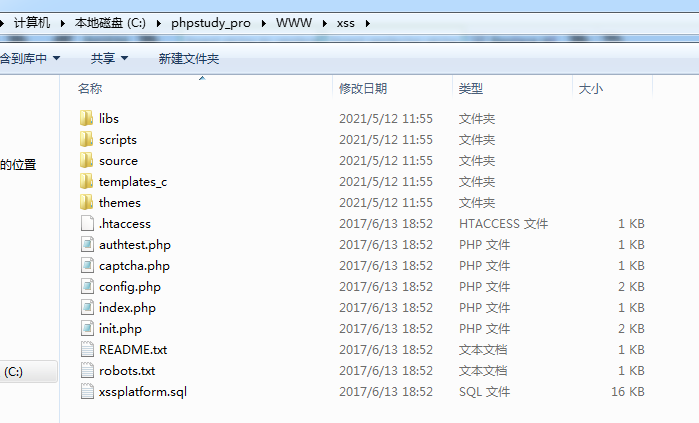 计算机 本地磁盘 (C:) phpstudy_pro WWW xss
含到库中 共享 新建文件夹
名称 修改日期 类型 大小
libs 2021/5/12 11:55 文件夹
scripts 2021/5/12 11:55 文件夹
source 2021/5/12 11:55 文件夹
的位置
templates_c 2021/5/12 11:55 文件夹
themes 2021/5/12 11:55 文件夹
.htaccess 2017/6/13 18:52 HTACCESS 文件 1 KB
authtest.php 2017/6/13 18:52 PHP 文件 1 KB
captcha.php 2017/6/13 18:52 PHP 文件 1 KB
config.php 2017/6/13 18:52 PHP 文件 2 KB
index.php 2017/6/13 18:52 PHP 文件 1 KB
init.php 2017/6/13 18:52 PHP 文件 2 KB
README.txt 2017/6/13 18:52 文本文档 1 KB
(C:)
robots.txt 2017/6/13 18:52 文本文档 1 KB
xssplatform.sql 2017/6/13 18:52 SQL 文件 16 KB